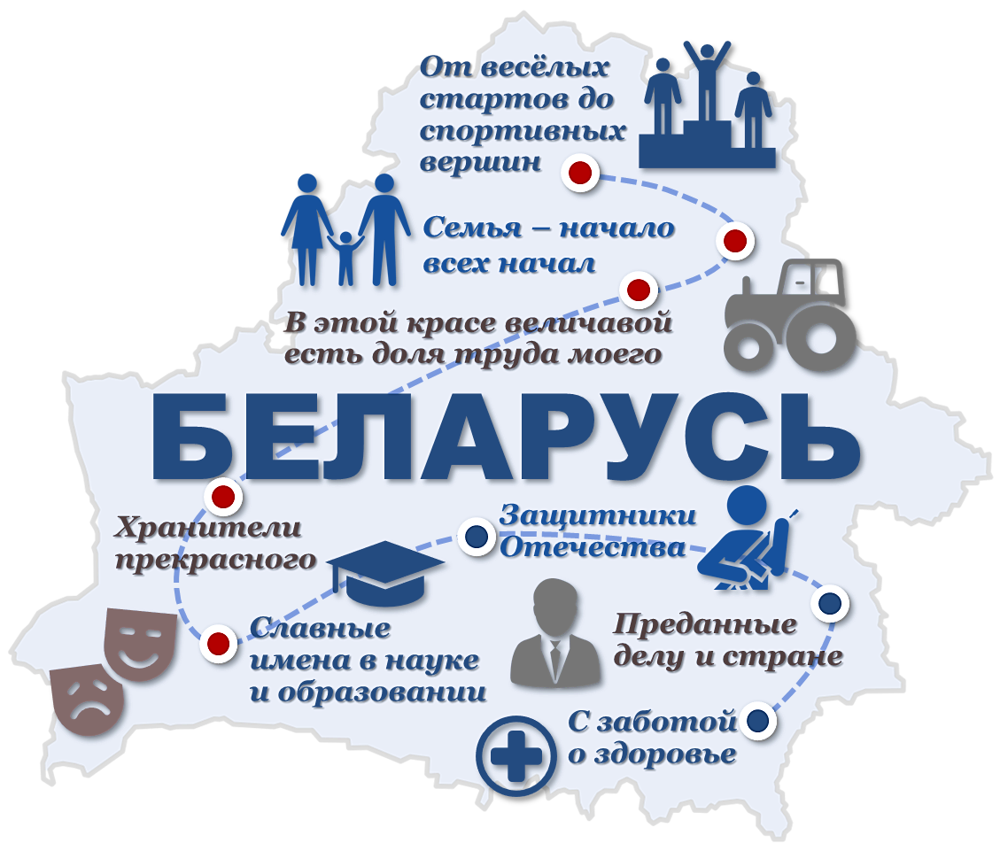 От весёлых
стартов до
спортивных
вершин
Семья – начало
всех начал
В этой красе величавой
есть доля труда моего
БЕЛАРУСЬ
Хранители
прекрасного
Защитники
Отечества
Славные
имена в науке
и образовании
Преданные
делу и стране
С заботой
о здоровье